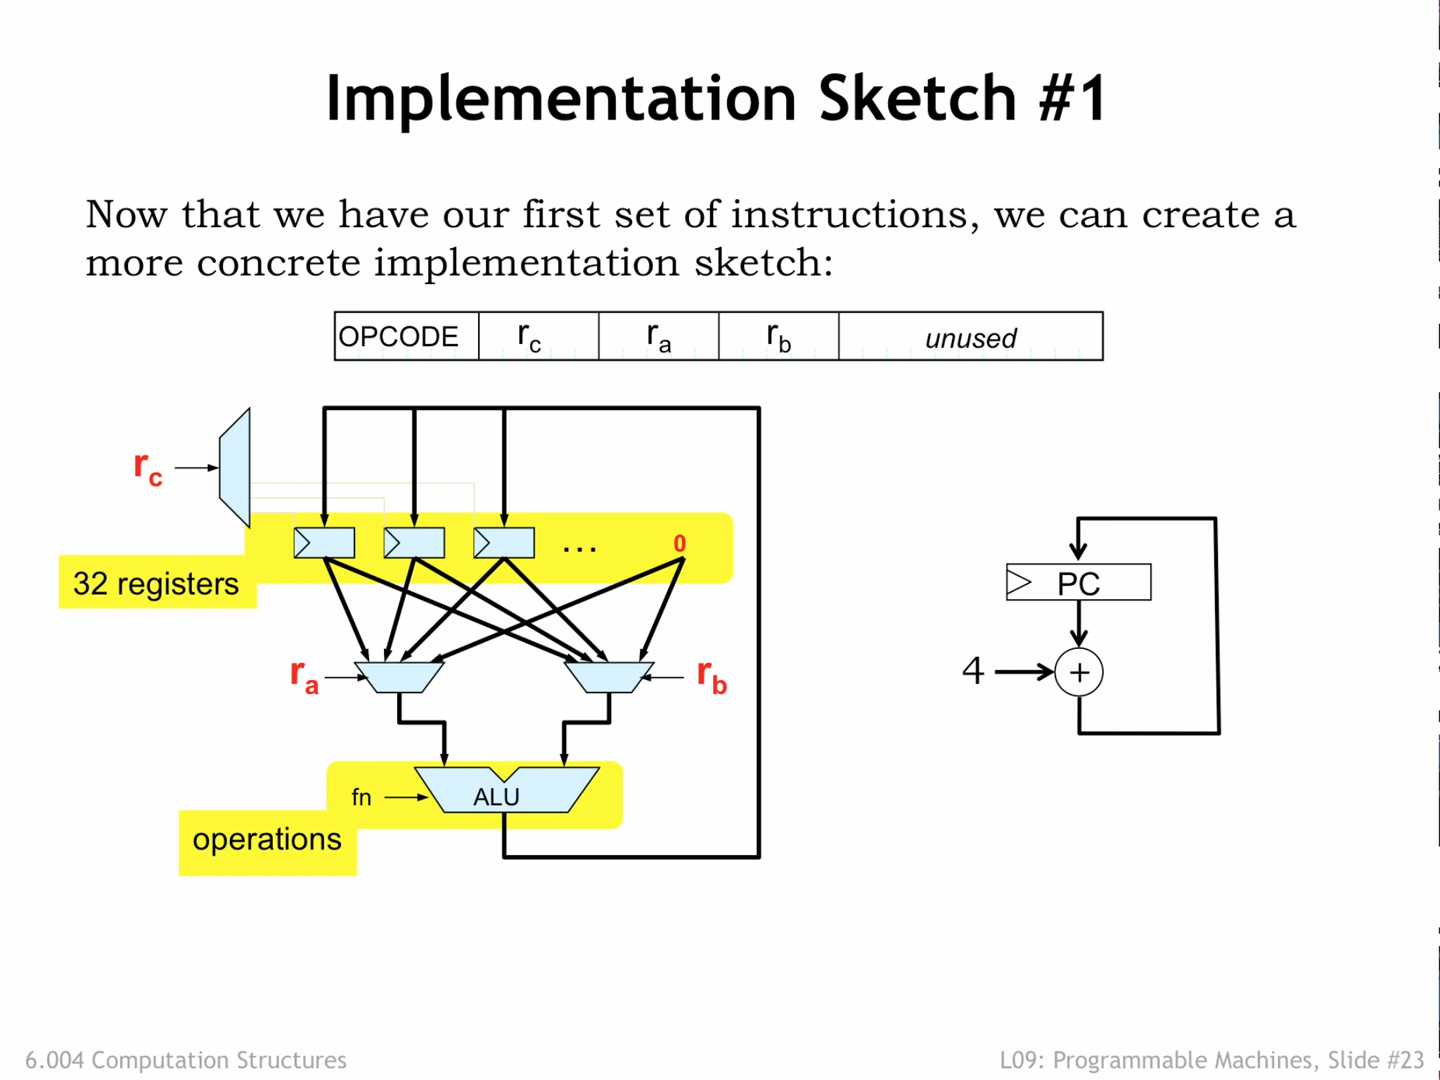 Implementation Sketch #1
Now that we have our first set of instructions, we can create a
more concrete implementation sketch:
OPCODE rc ra rb unused
rc
... 0
32 registers
PC
ra rb
4 +
fn ALU
operations
6.004 Computation Structures
L09: Programmable Machines, Slide #23